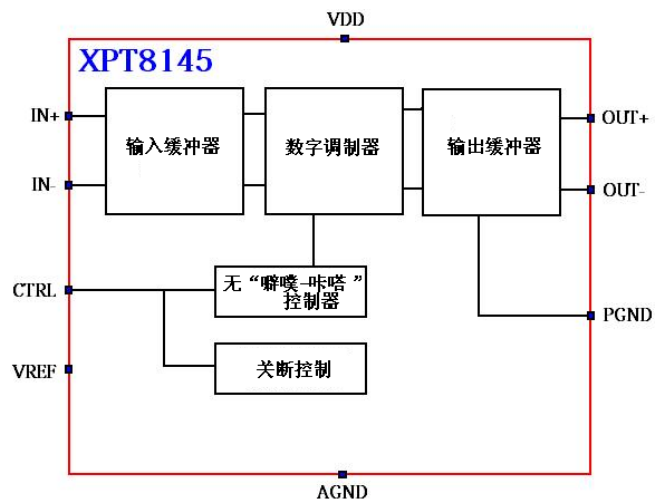 VDD
XPT8145
IN+
输入缓冲器
数字调制器
输出缓冲器
OUT+
IN-
OUT-
无“噼噗-咔嗒”
控制器
CTRL
PGND
VREF
关断控制
AGND